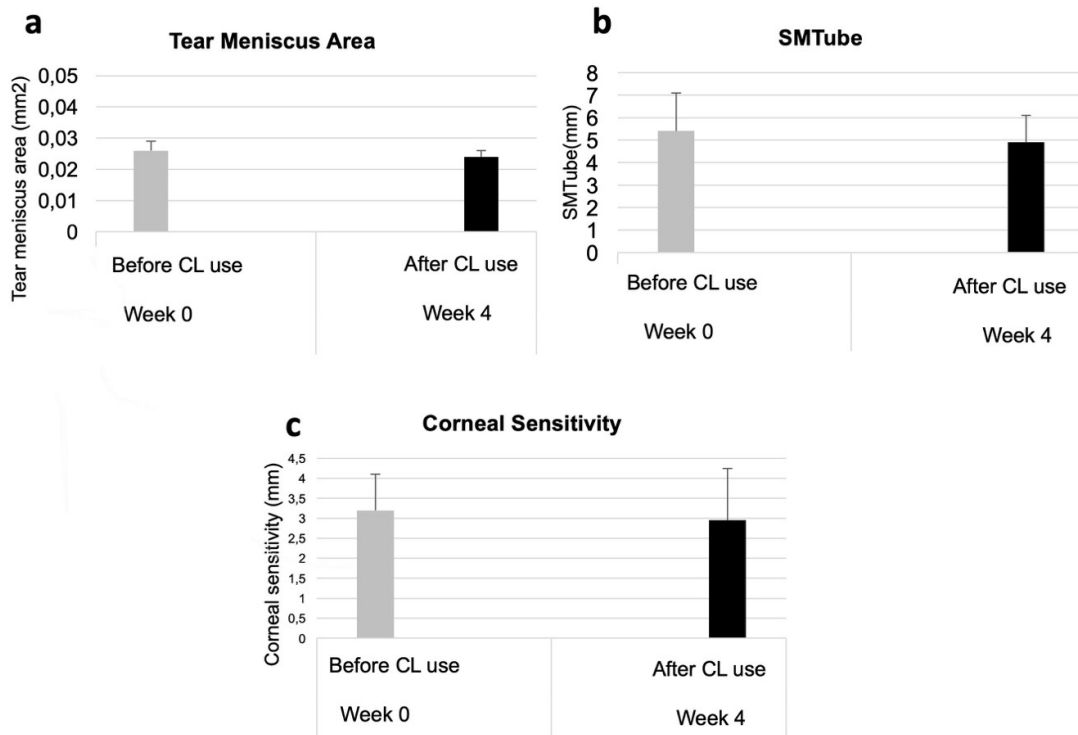 a
Tear Meniscus Area
Tear meniscus area (mm2)
0,05
0,04
0,03
0,02
0,01
0
Before CL use
After CL use
Week 0
Week 4
b
SMTube
SMTube(mm)
8
7
6
5
4
3
2
1
0
Before CL use
After CL use
Week 0
Week 4
c
Corneal Sensitivity
Corneal sensitivity (mm)
4,5
4
3,5
3
2,5
2
1,5
1
0,5
0
Before CL use
After CL use
Week 0
Week 4